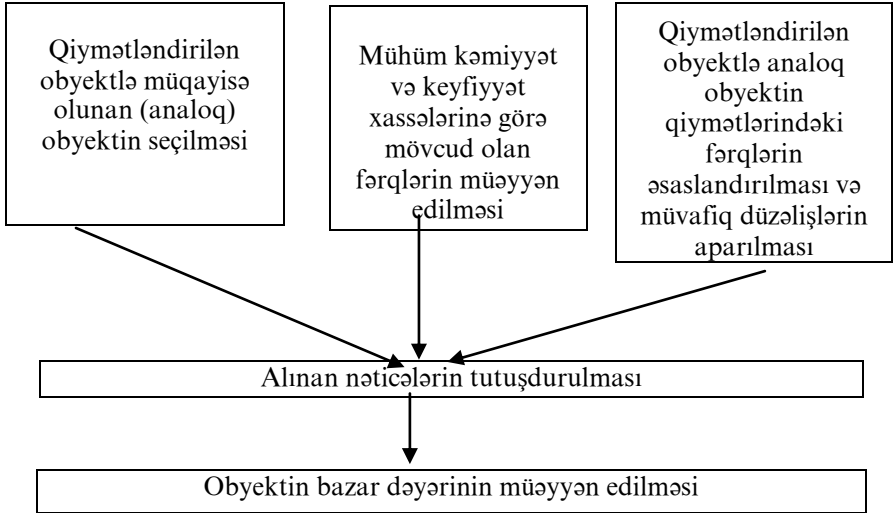 Qiymətləndirilən
obyektlə müqayisə
olunan (analoq)
obyektin seçilməsi
Mühüm kəmiyyət
və keyfiyyət
xassələrinə görə
mövcud olan
fərqlərin müəyyən
edilməsi
Qiymətləndirilən
obyektlə analoq
obyektin
qiymətlərindəki
fərqlərin
əsaslandırılması və
müvafiq düzəlişlərin
aparılması
Alınan nəticələrin tutuşdurulması
Obyektin bazar dəyərinin müəyyən edilməsi